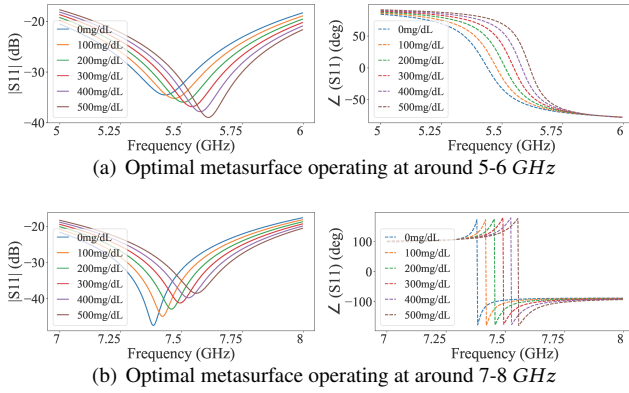 |S11| (dB)
−20
−30
−40
0mg/dL
100mg/dL
200mg/dL
300mg/dL
400mg/dL
500mg/dL
5 5.25 5.5 5.75 6
Frequency (GHz)
∠ (S11) (deg)
50
0
−50
0mg/dL
100mg/dL
200mg/dL
300mg/dL
400mg/dL
500mg/dL
5 5.25 5.5 5.75 6
Frequency (GHz)
(a) Optimal metasurface operating at around 5-6 GHz
|S11| (dB)
−20
−30
−40
0mg/dL
100mg/dL
200mg/dL
300mg/dL
400mg/dL
500mg/dL
7 7.25 7.5 7.75 8
Frequency (GHz)
∠ (S11) (deg)
100
0
−100
0mg/dL
100mg/dL
200mg/dL
300mg/dL
400mg/dL
500mg/dL
7 7.25 7.5 7.75 8
Frequency (GHz)
(b) Optimal metasurface operating at around 7-8 GHz